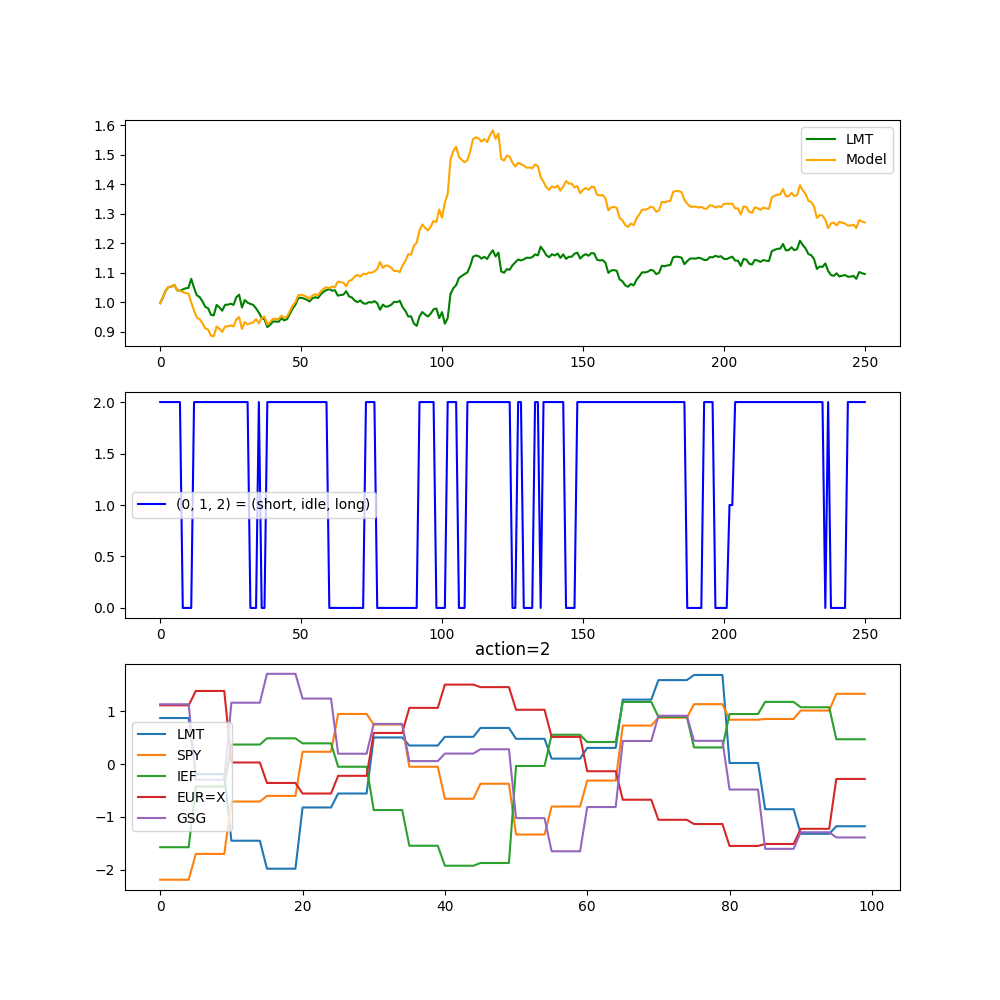 1.6
1.5
1.4
1.3
1.2
1.1
1.0
0.9
LMT
Model
0 50 100 150 200 250
2.0
1.5
1.0
0.5
0.0
(0, 1, 2) = (short, idle, long)
0 50 100 150 200 250
action=2
1
0
−1
−2
LMT
SPY
IEF
EUR=X
GSG
0 20 40 60 80 100